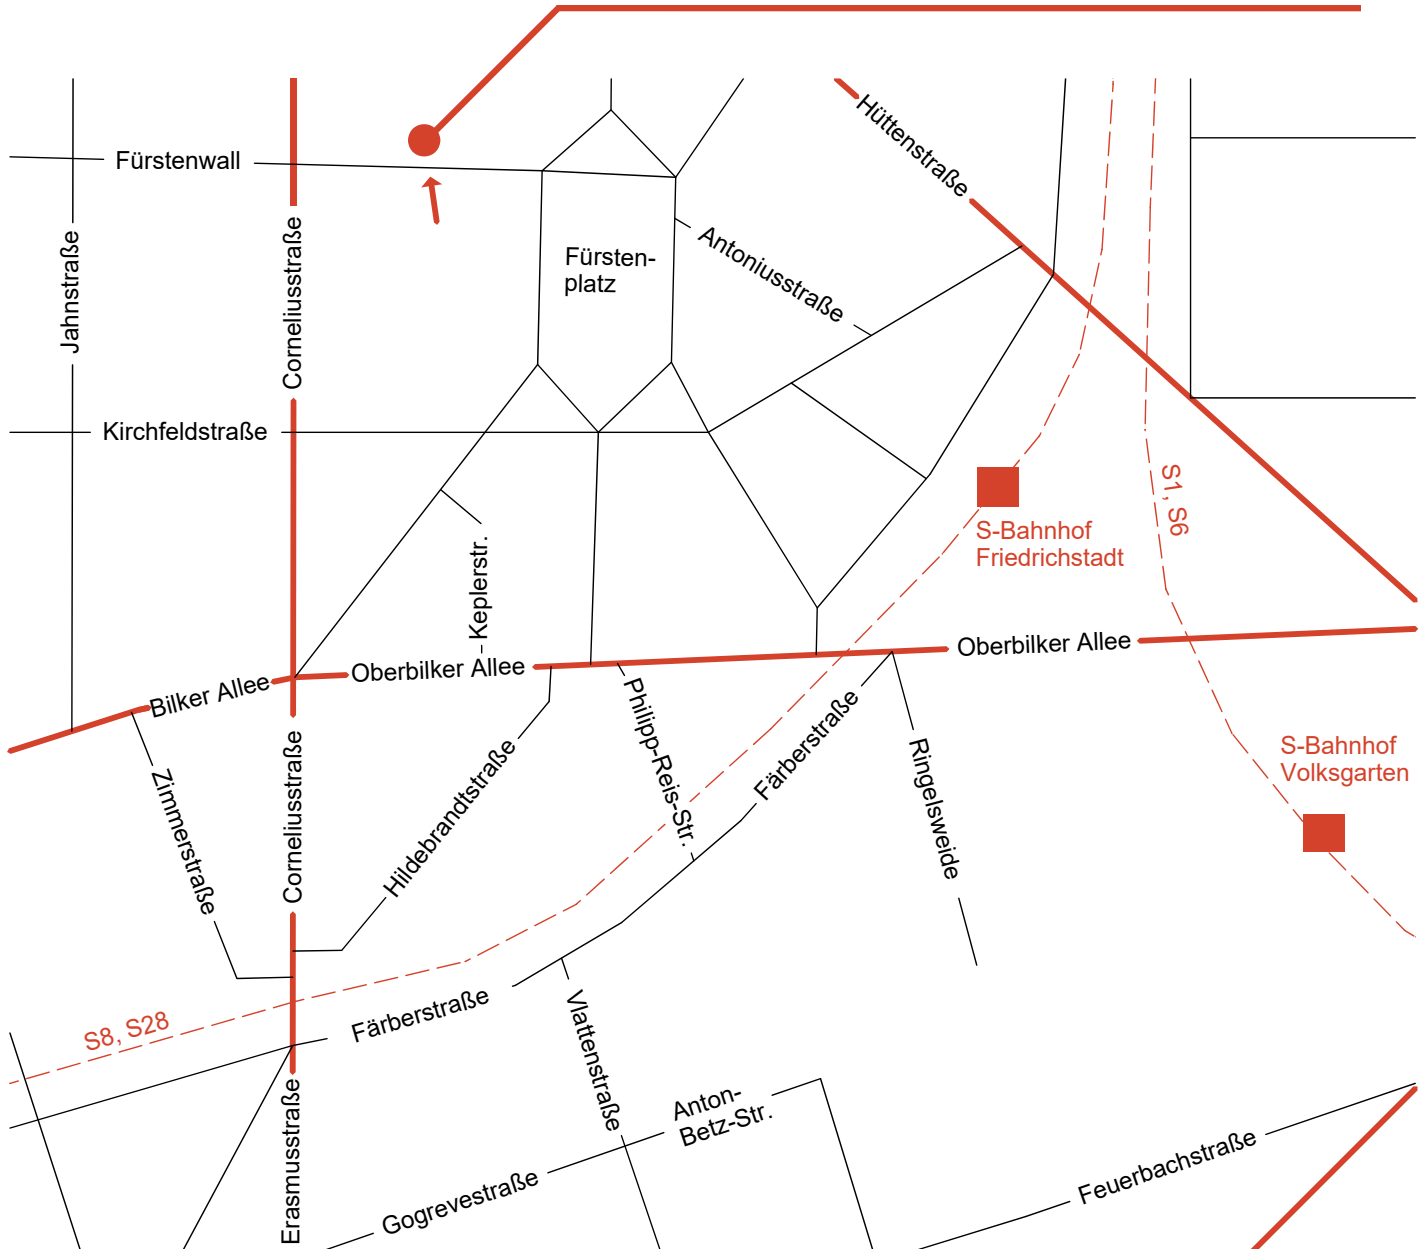 Hüttenstraße
Fürstenwall
Jahnstraße
Corneliusstraße
Fürsten-
platz
Antoniusstraße
Kirchfeldstraße
S1, S6
S-Bahnhof
Friedrichstadt
Keplerstr.
Oberbilker Allee
Oberbilker Allee
Bilker Allee
Philipp-Reis-Str.
Färberstraße
Ringelsweide
S-Bahnhof
Volksgarten
Zimmerstraße
Corneliusstraße
Hildebrandtstraße
S8, S28
Färberstraße
Vlattenstraße
Anton-
Betz-Str.
Erasmusstraße
Gogrevestraße
Feuerbachstraße